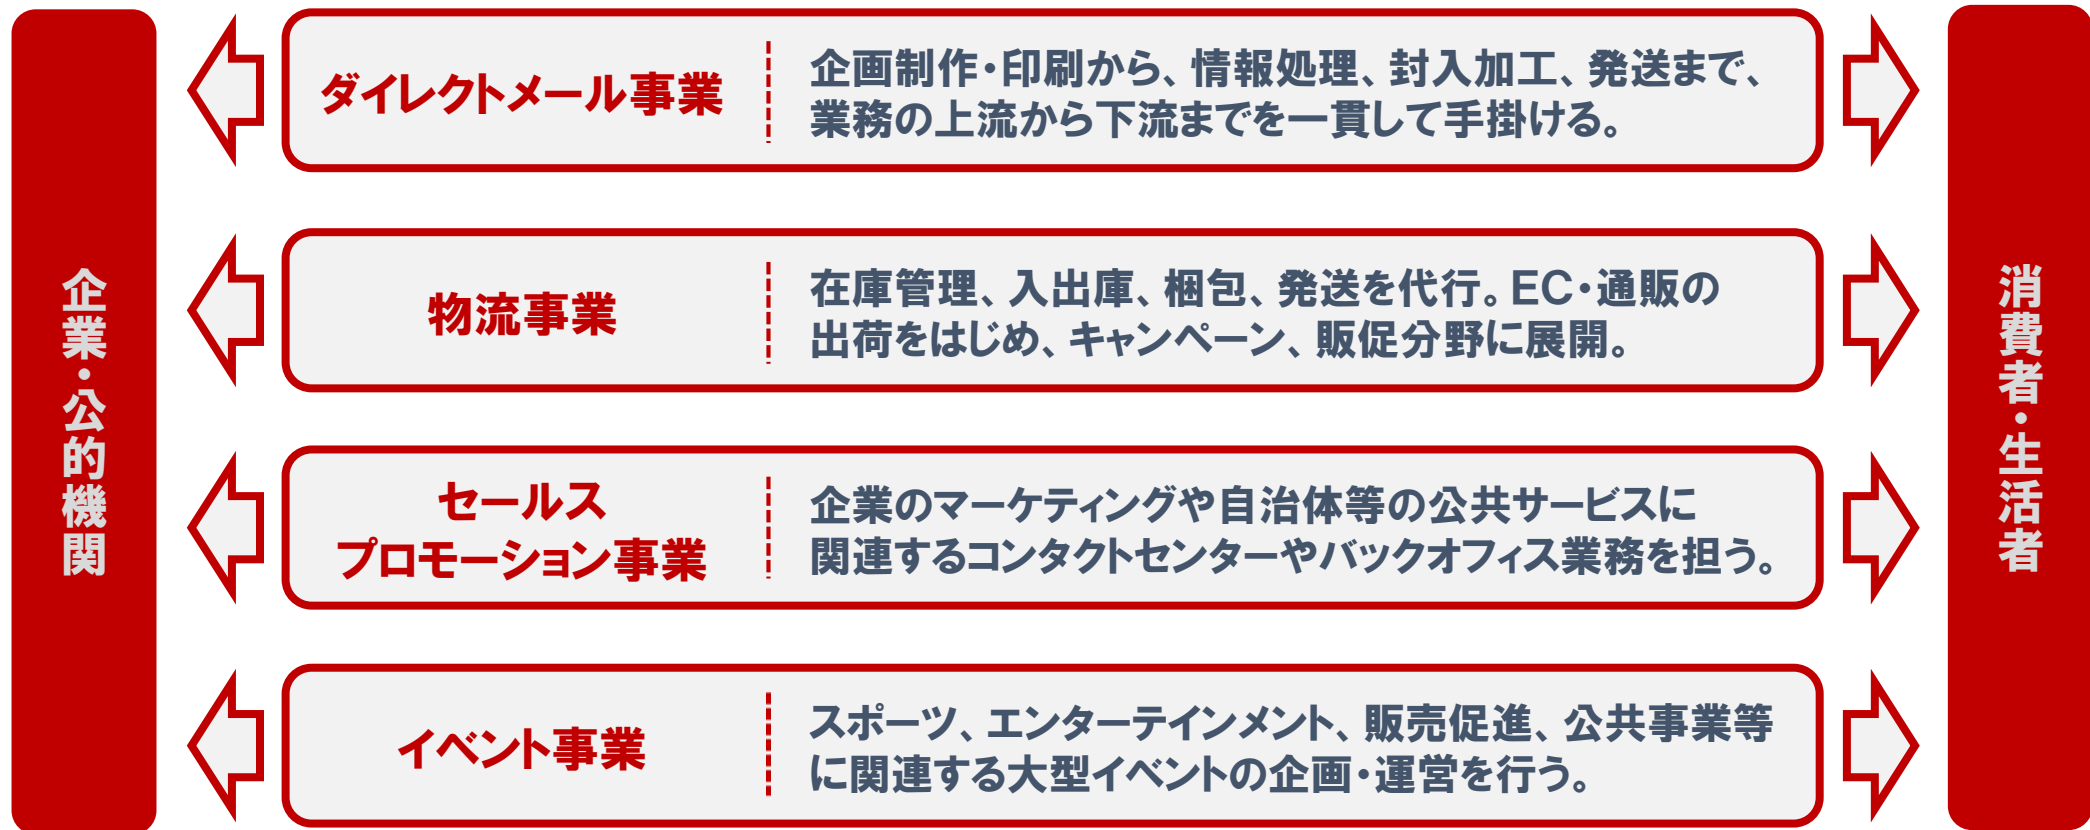 企業・公的機関
ダイレクトメール事業
企画制作・印刷から、情報処理、封入加工、発送まで、
業務の上流から下流までを一貫して手掛ける。
物流事業
在庫管理、入出庫、梱包、発送を代行。EC・通販の
出荷をはじめ、キャンペーン、販促分野に展開。
セールス
プロモーション事業
企業のマーケティングや自治体等の公共サービスに
関連するコンタクトセンターやバックオフィス業務を担う。
イベント事業
スポーツ、エンターテインメント、販売促進、公共事業等
に関連する大型イベントの企画・運営を行う。
消費者・生活者